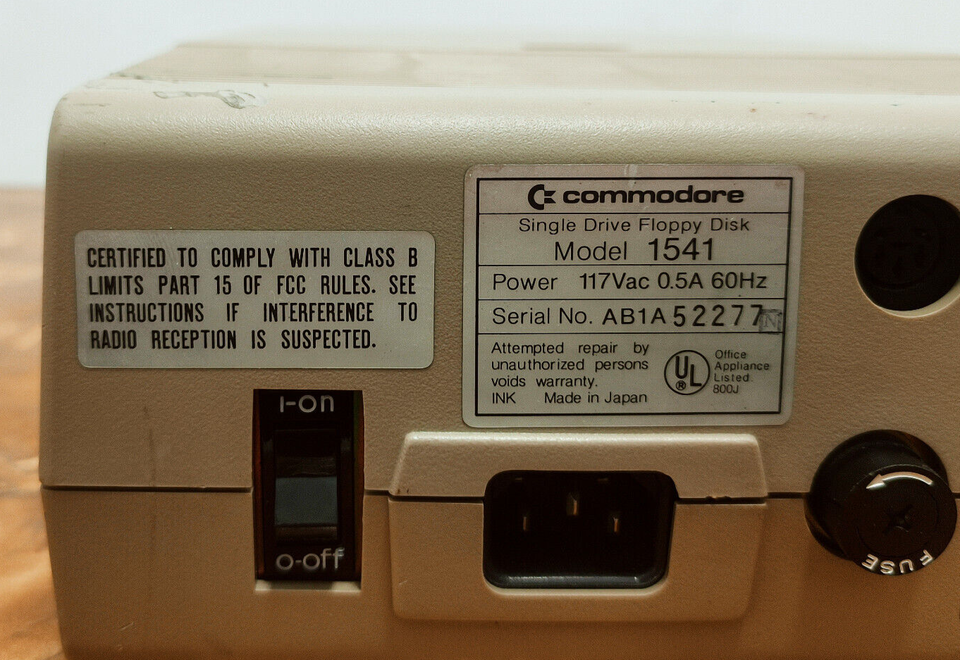 CERTIFIED TO COMPLY WITH CLASS B
LIMITS PART 15 OF FCC RULES. SEE
INSTRUCTIONS IF INTERFERENCE TO
RADIO RECEPTION IS SUSPECTED.
commodore
Single Drive Floppy Disk
Model 1541
Power 117Vac 0.5A 60Hz
Serial No. AB1A52277
N
Attempted repair by
unauthorized persons
voids warranty.
INK Made in Japan
UL
®
Office
Appliance
Listed
800J
I-on
o-off
FUSE